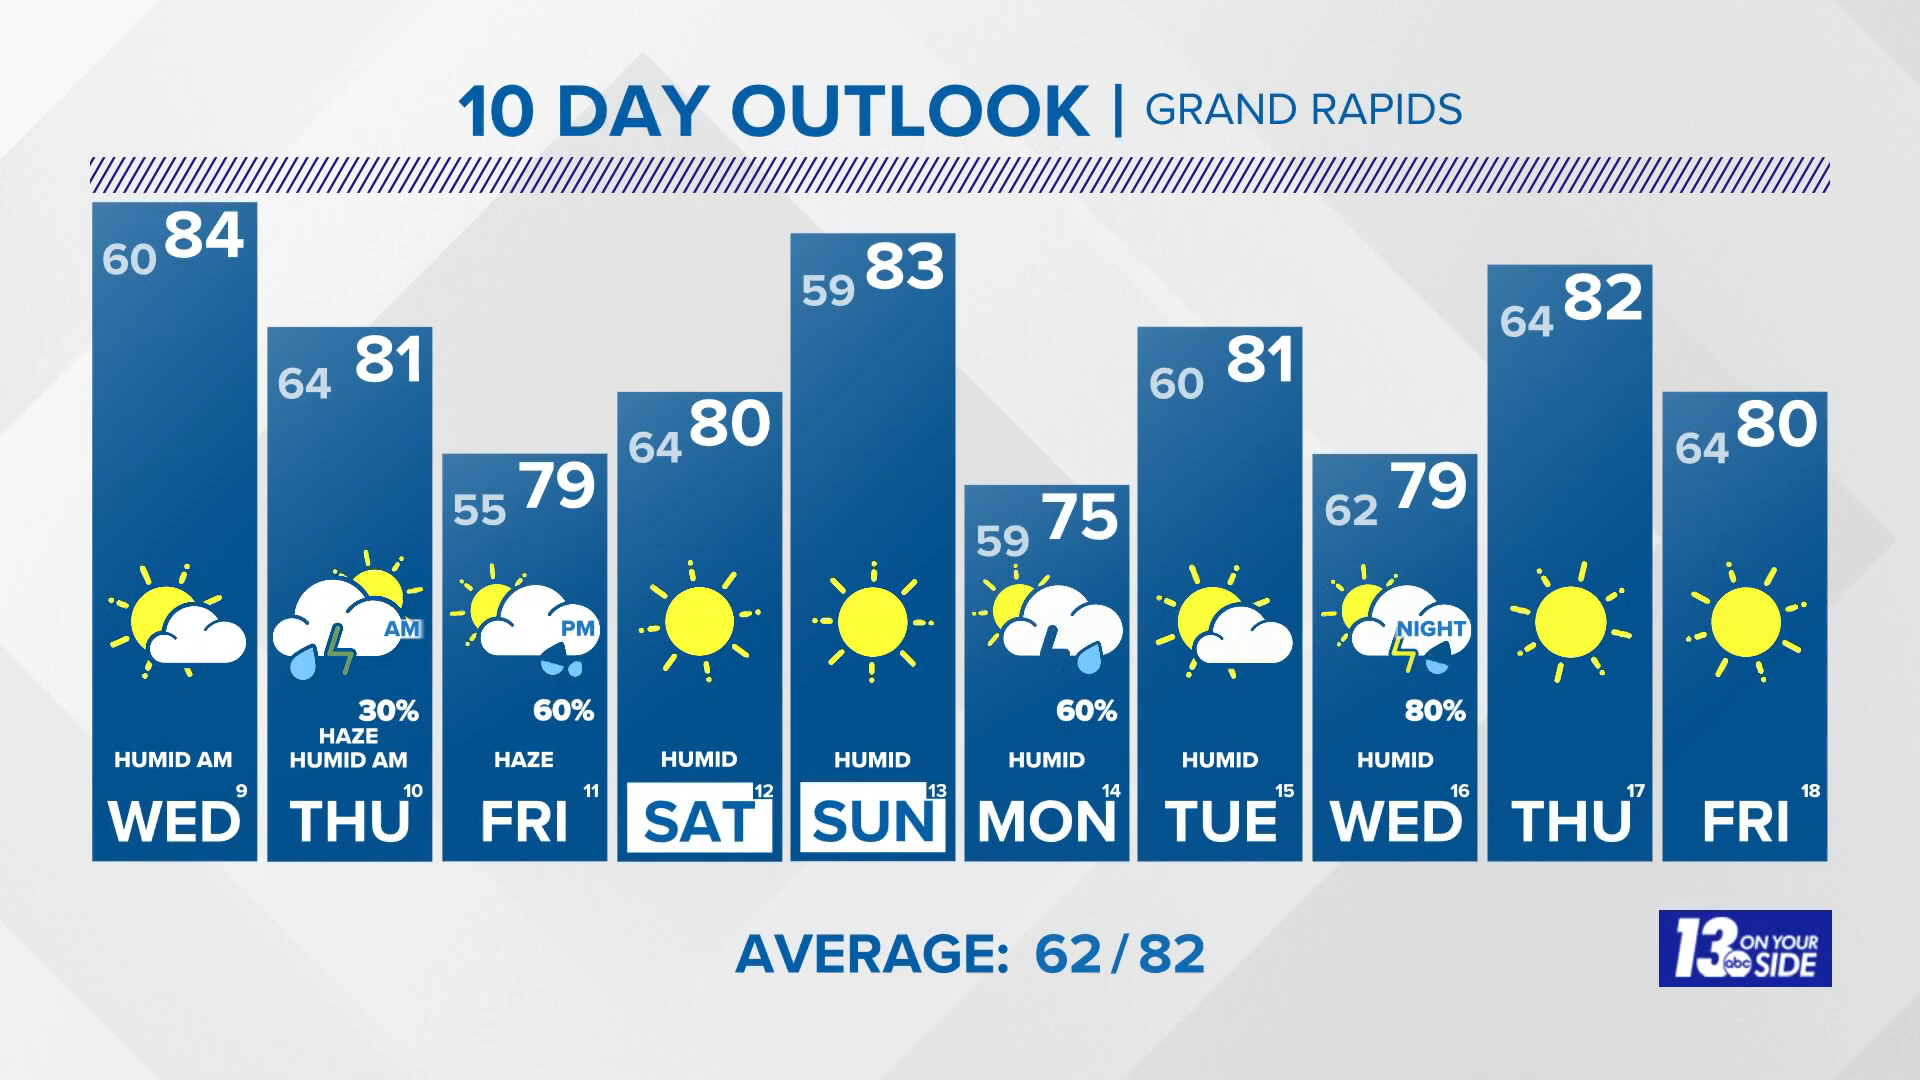 10 DAY OUTLOOK | GRAND RAPIDS
60 84
HUMID AM
WED 9
64 81
AM
30%
HAZE
HUMID AM
THU 10
55 79
PM
60%
HAZE
FRI 11
64 80
HUMID
SAT 12
59 83
HUMID
SUN 13
59 75
60%
HUMID
MON 14
60 81
HUMID
TUE 15
62 79
NIGHT
80%
HUMID
WED 16
64 82
THU 17
64 80
FRI 18
AVERAGE: 62 / 82
13 ON YOUR
abc SIDE